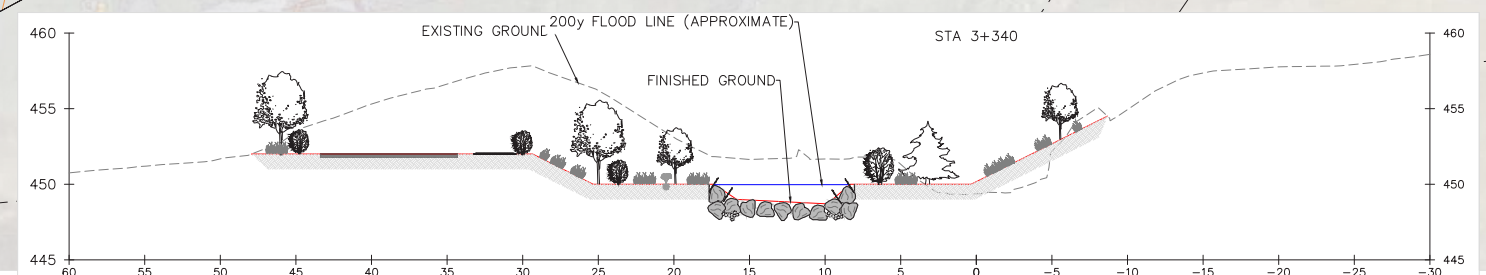 200y FLOOD LINE (APPROXIMATE)
460
EXISTING GROUND
STA 3+340
460
FINISHED GROUND
455
455
450
450
445
445
60 55 50 45 40 35 30 25 20 15 10 5 0 -5 -10 -15 -20 -25 -30